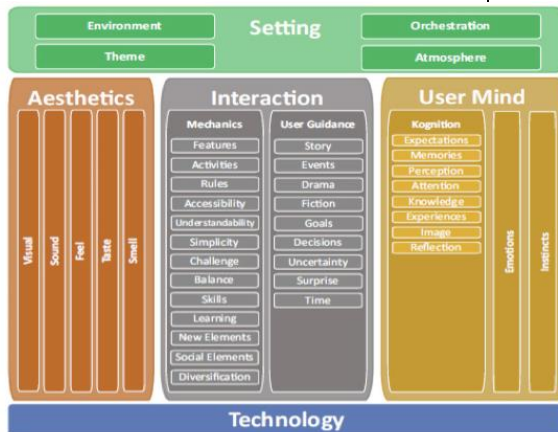 Setting
Environment
Orchestration
Theme
Atmosphere
Aesthetics
Visual
Sound
Feel
Taste
Smell
Interaction
Mechanics
Features
Activities
Rules
Accessibility
Understandability
Simplicity
Challenge
Balance
Skills
Learning
New Elements
Social Elements
Diversification
User Guidance
Story
Events
Drama
Fiction
Goals
Decisions
Uncertainty
Surprise
Time
User Mind
Kognition
Expectations
Memories
Perception
Attention
Knowledge
Experiences
Image
Reflection
Emotions
Instincts
Technology